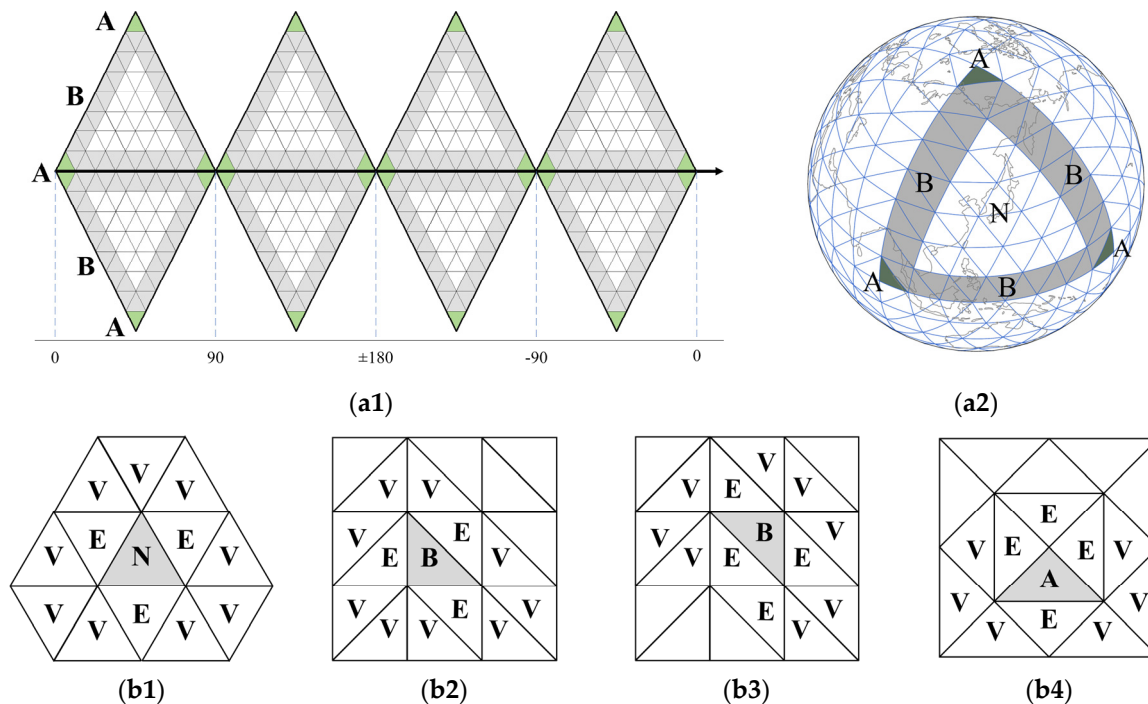 A
B
A
B
A
0
90
±180
-90
0
(a1)
A
B
B
N
A
A
B
(a2)
V
V V
V E N E V
V V E V V
(b1)
V V
V E B E
V V V E V V
(b2)
V E V V
V V E B E V
E V V
(b3)
E
V E E V
A
V V E V V
(b4)